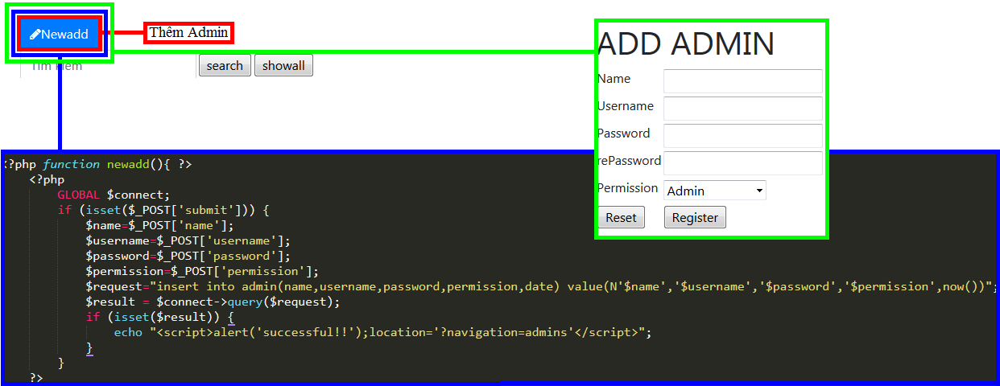 Newadd
Thêm Admin
Tìm kiếm
search
showall
ADD ADMIN
Name
Username
Password
rePassword
Permission
Admin
Reset
Register
<?php function newadd(){ ?>
<?php
GLOBAL $connect;
if (isset($_POST['submit'])) {
$name=$_POST['name'];
$username=$_POST['username'];
$password=$_POST['password'];
$permission=$_POST['permission'];
$request="insert into admin(name,username,password,permission,date) value(N'$name','$username','$password','$permission',now())";
$result = $connect->query($request);
if (isset($result)) {
echo "<script>alert('successful!!');location='?navigation=admins'</script>";
}
}
?>